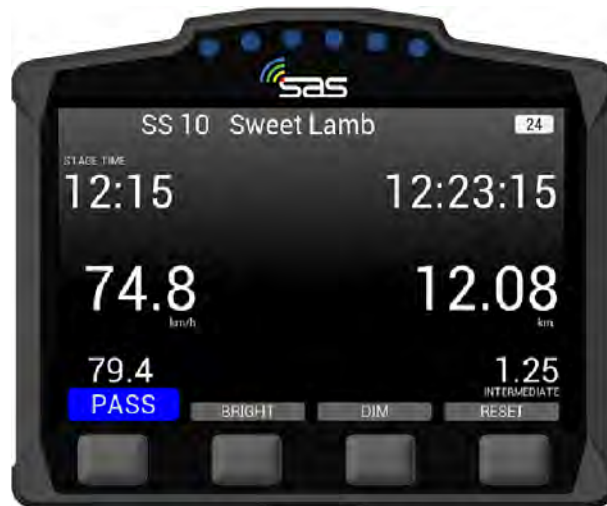 sas
SS 10 Sweet Lamb 24
STAGE TIME
12:15 12:23:15
74.8 12.08
km/h km
79.4 1.25
INTERMEDIATE
PASS BRIGHT DIM RESET